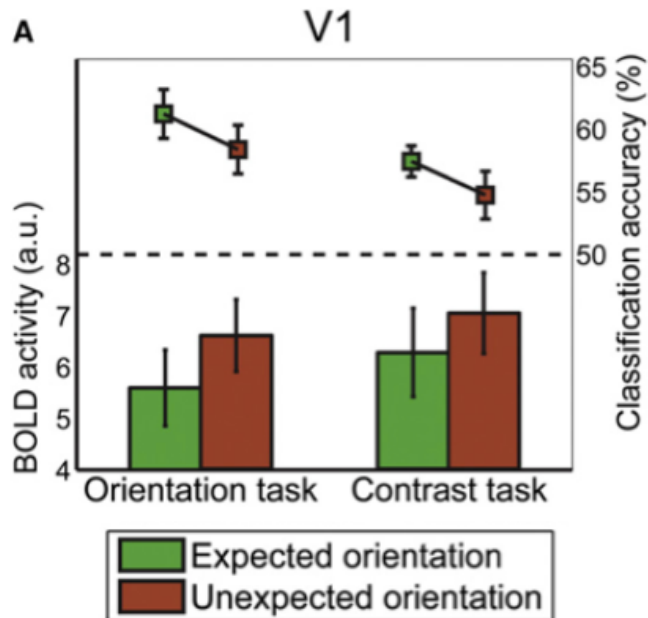 A
V1
BOLD activity (a.u.)
8
7
6
5
4
65
60
55
50
Classification accuracy (%)
Orientation task
Contrast task
Expected orientation
Unexpected orientation